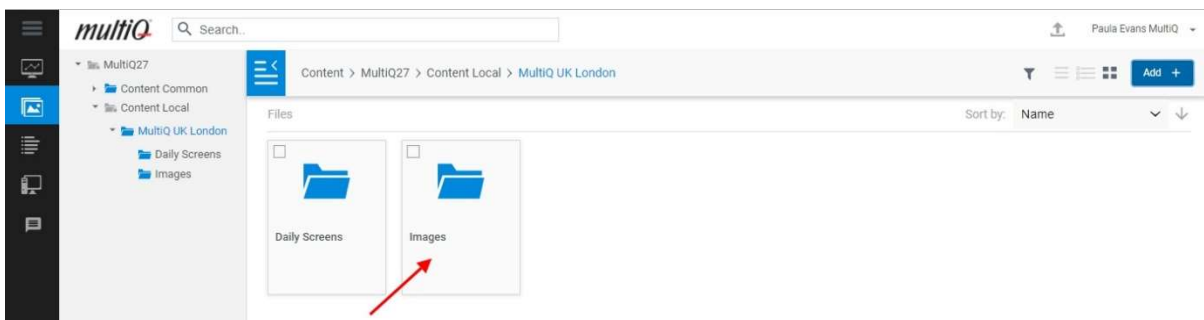 multiQ
Search..
Paula Evans MultiQ
MultiQ27
Content Common
Content Local
MultiQ UK London
Daily Screens
Images
Content > MultiQ27 > Content Local > MultiQ UK London
Add +
Files
Sort by: Name
Daily Screens
Images